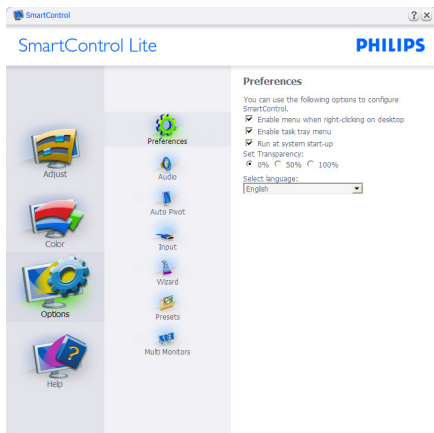 SmartControl
SmartControl Lite
PHILIPS
Adjust
Color
Options
Help
Preferences
Audio
Auto Pivot
Input
Wizard
Presets
Multi Monitors
Preferences
You can use the following options to configure
SmartControl.
Enable menu when right-clicking on desktop
Enable task tray menu
Run at system start-up
Set Transparency:
0% 50% 100%
Select language:
English